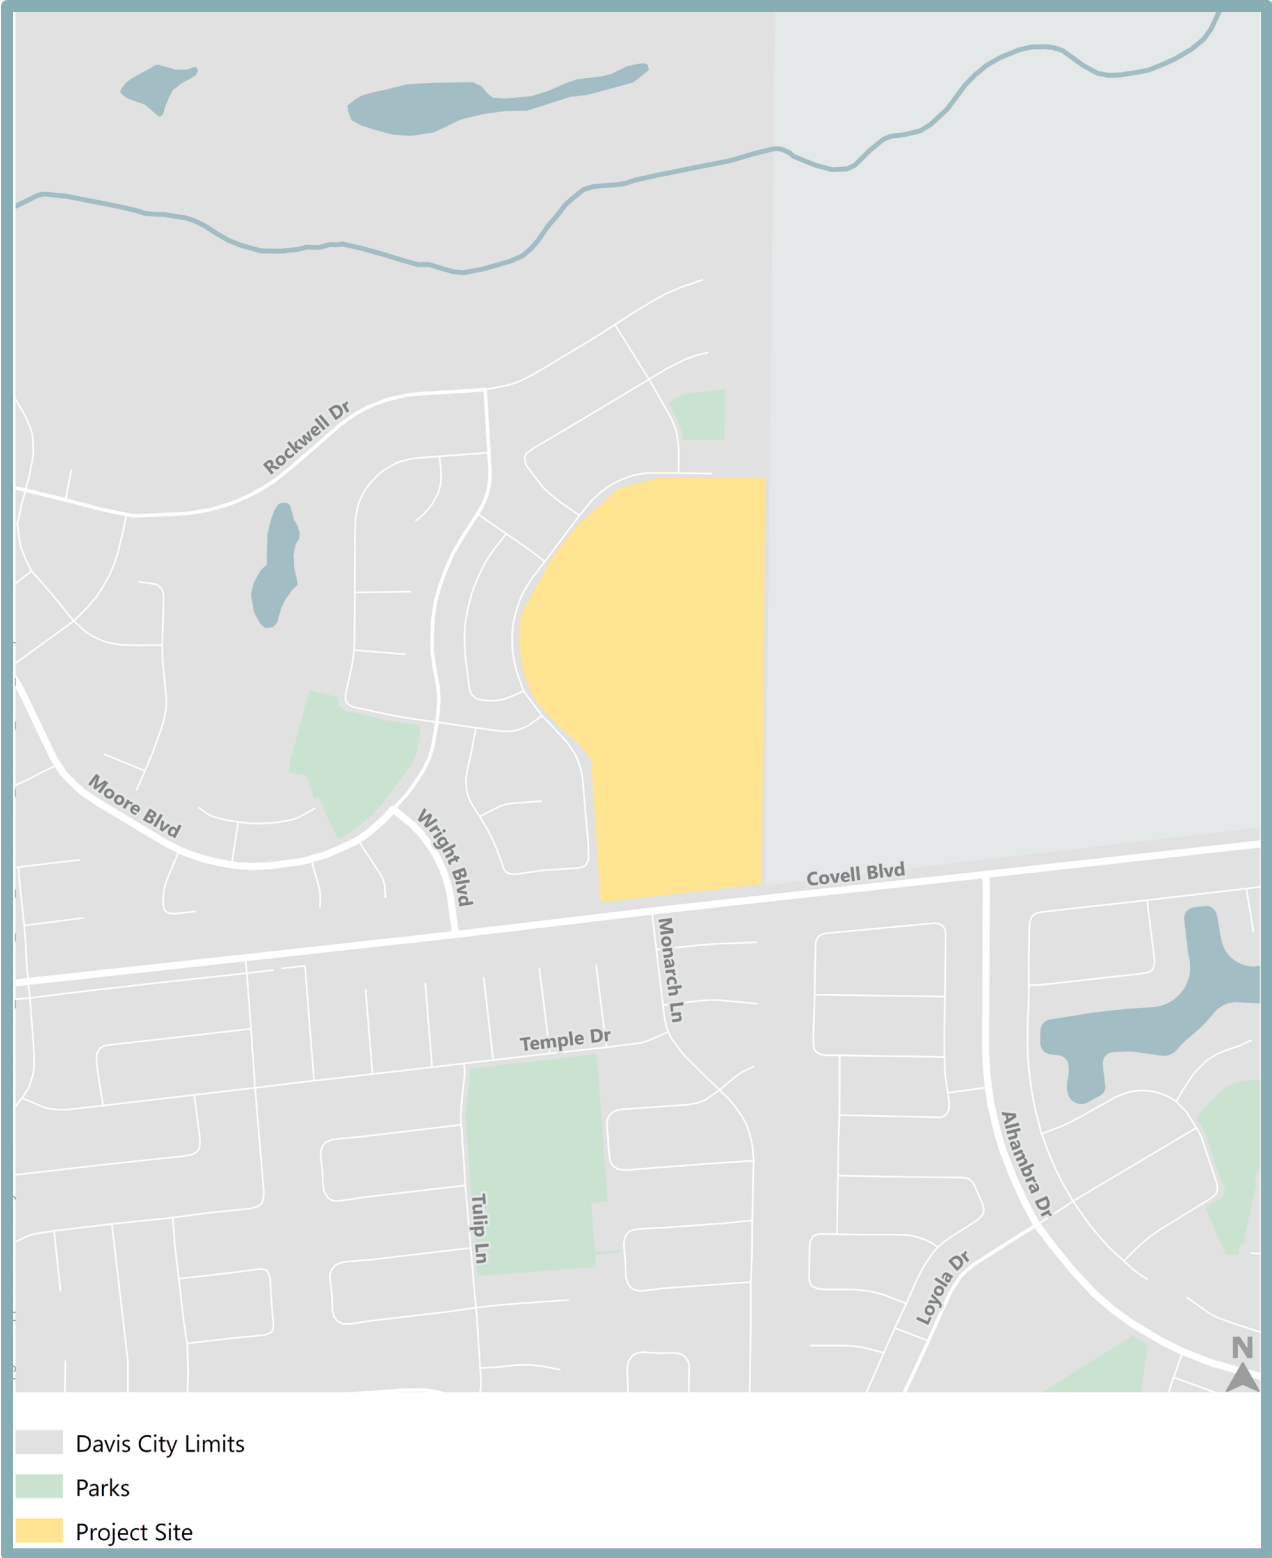 Rockwell Dr
Moore Blvd
Wright Blvd
Covell Blvd
Monarch Ln
Temple Dr
Alhambra Dr
Tulip Ln
Loyola Dr
N
Davis City Limits
Parks
Project Site